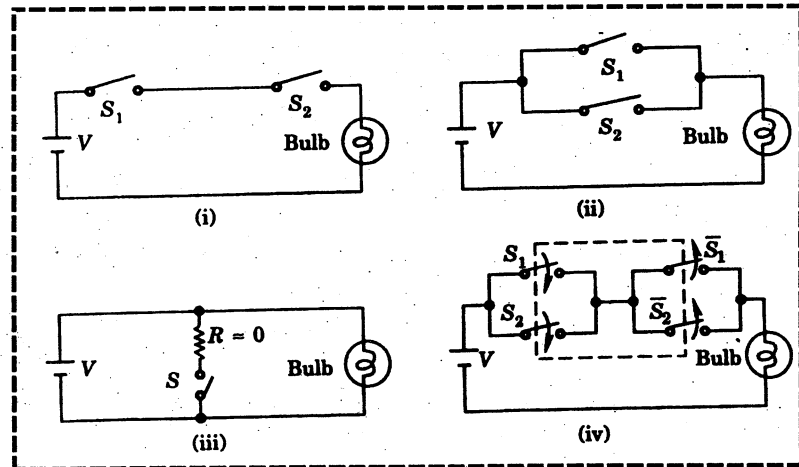 S₁ S₂ V Bulb
(i)
S₁ S₂ V Bulb
(ii)
R ≃ 0 V S Bulb
(iii)
S₁ S̅₁ S₂ S̅₂ V Bulb
(iv)